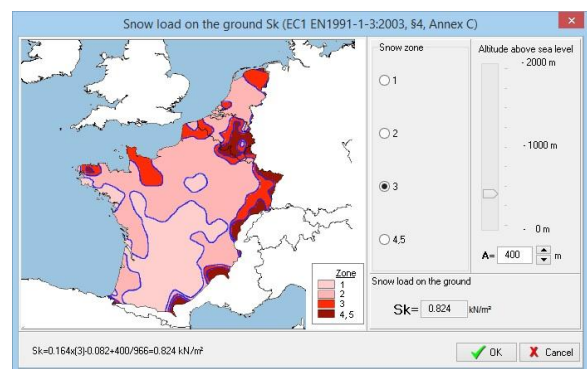 Snow load on the ground Sk (EC1 EN1991-1-3:2003, §4, Annex C)
Snow zone
1
2
3
4,5
Altitude above sea level
- 2000 m
- 1000 m
- 0 m
A= 400 m
Zone
1
2
3
4,5
Snow load on the ground
Sk= 0.824 kN/m²
Sk=0.164x(3)-0.082+400/966=0.824 kN/m²
OK
Cancel